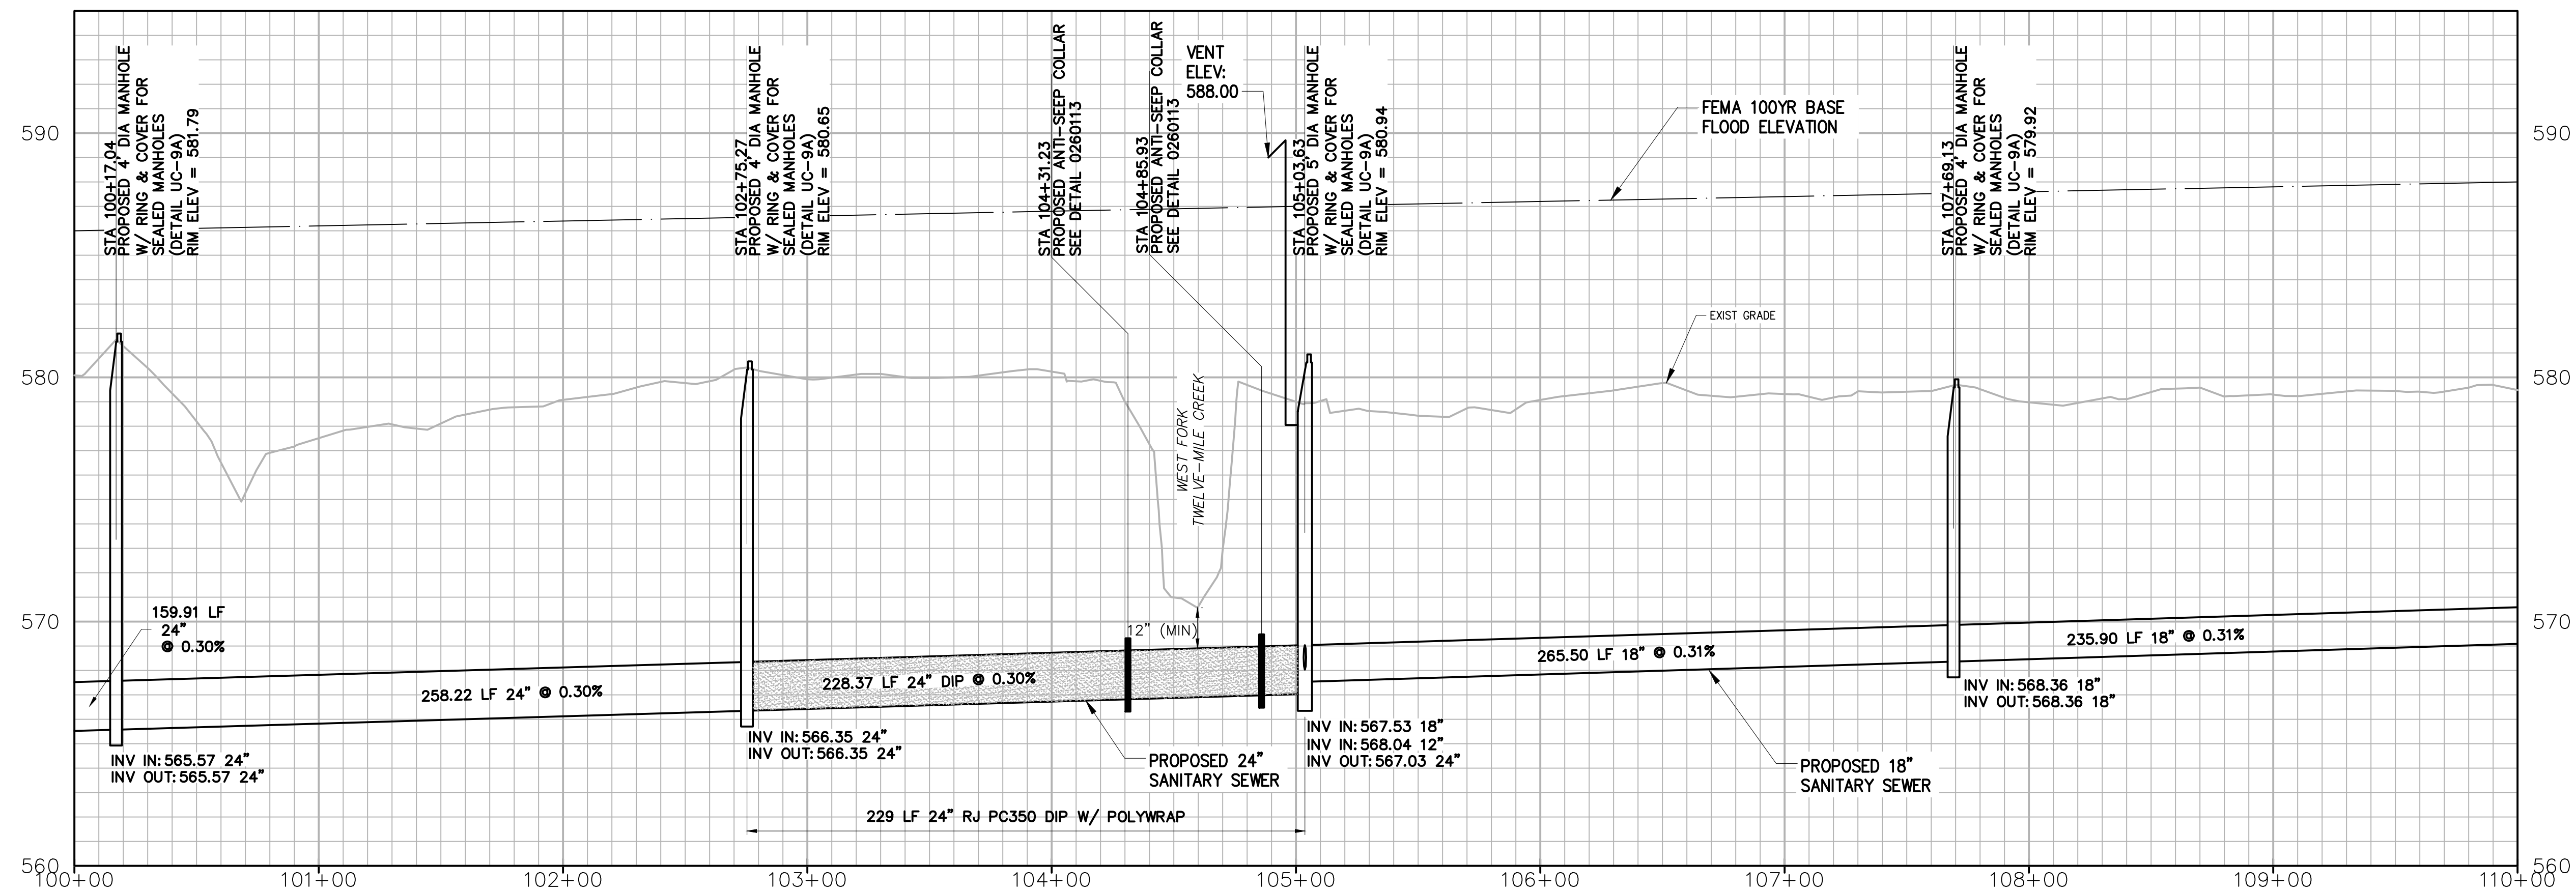 STA 100+17.04
PROPOSED 4' DIA MANHOLE
W/ RING & COVER FOR
SEALED MANHOLES
(DETAIL UC-9A)
RIM ELEV = 581.79
STA 102+75.27
PROPOSED 4' DIA MANHOLE
W/ RING & COVER FOR
SEALED MANHOLES
(DETAIL UC-9A)
RIM ELEV = 580.65
STA 104+31.23
PROPOSED ANTI-SEEP COLLAR
SEE DETAIL 0260113
STA 104+85.93
PROPOSED ANTI-SEEP COLLAR
SEE DETAIL 0260113
VENT
ELEV:
588.00
STA 105+03.63
PROPOSED 5' DIA MANHOLE
W/ RING & COVER FOR
SEALED MANHOLES
(DETAIL UC-9A)
RIM ELEV = 580.94
FEMA 100YR BASE
FLOOD ELEVATION
STA 107+69.13
PROPOSED 4' DIA MANHOLE
W/ RING & COVER FOR
SEALED MANHOLES
(DETAIL UC-9A)
RIM ELEV = 579.92
590
590
EXIST GRADE
580
580
WEST FORK
TWELVE-MILE CREEK
159.91 LF
24"
@ 0.30%
570
570
12" (MIN)
258.22 LF 24" @ 0.30%
228.37 LF 24" DIP @ 0.30%
265.50 LF 18" @ 0.31%
235.90 LF 18" @ 0.31%
INV IN: 565.57 24"
INV OUT: 565.57 24"
INV IN: 566.35 24"
INV OUT: 566.35 24"
INV IN: 567.53 18"
INV IN: 568.04 12"
INV OUT: 567.03 24"
INV IN: 568.36 18"
INV OUT: 568.36 18"
PROPOSED 24"
SANITARY SEWER
PROPOSED 18"
SANITARY SEWER
229 LF 24" RJ PC350 DIP W/ POLYWRAP
560
560
100+00
101+00
102+00
103+00
104+00
105+00
106+00
107+00
108+00
109+00
110+00